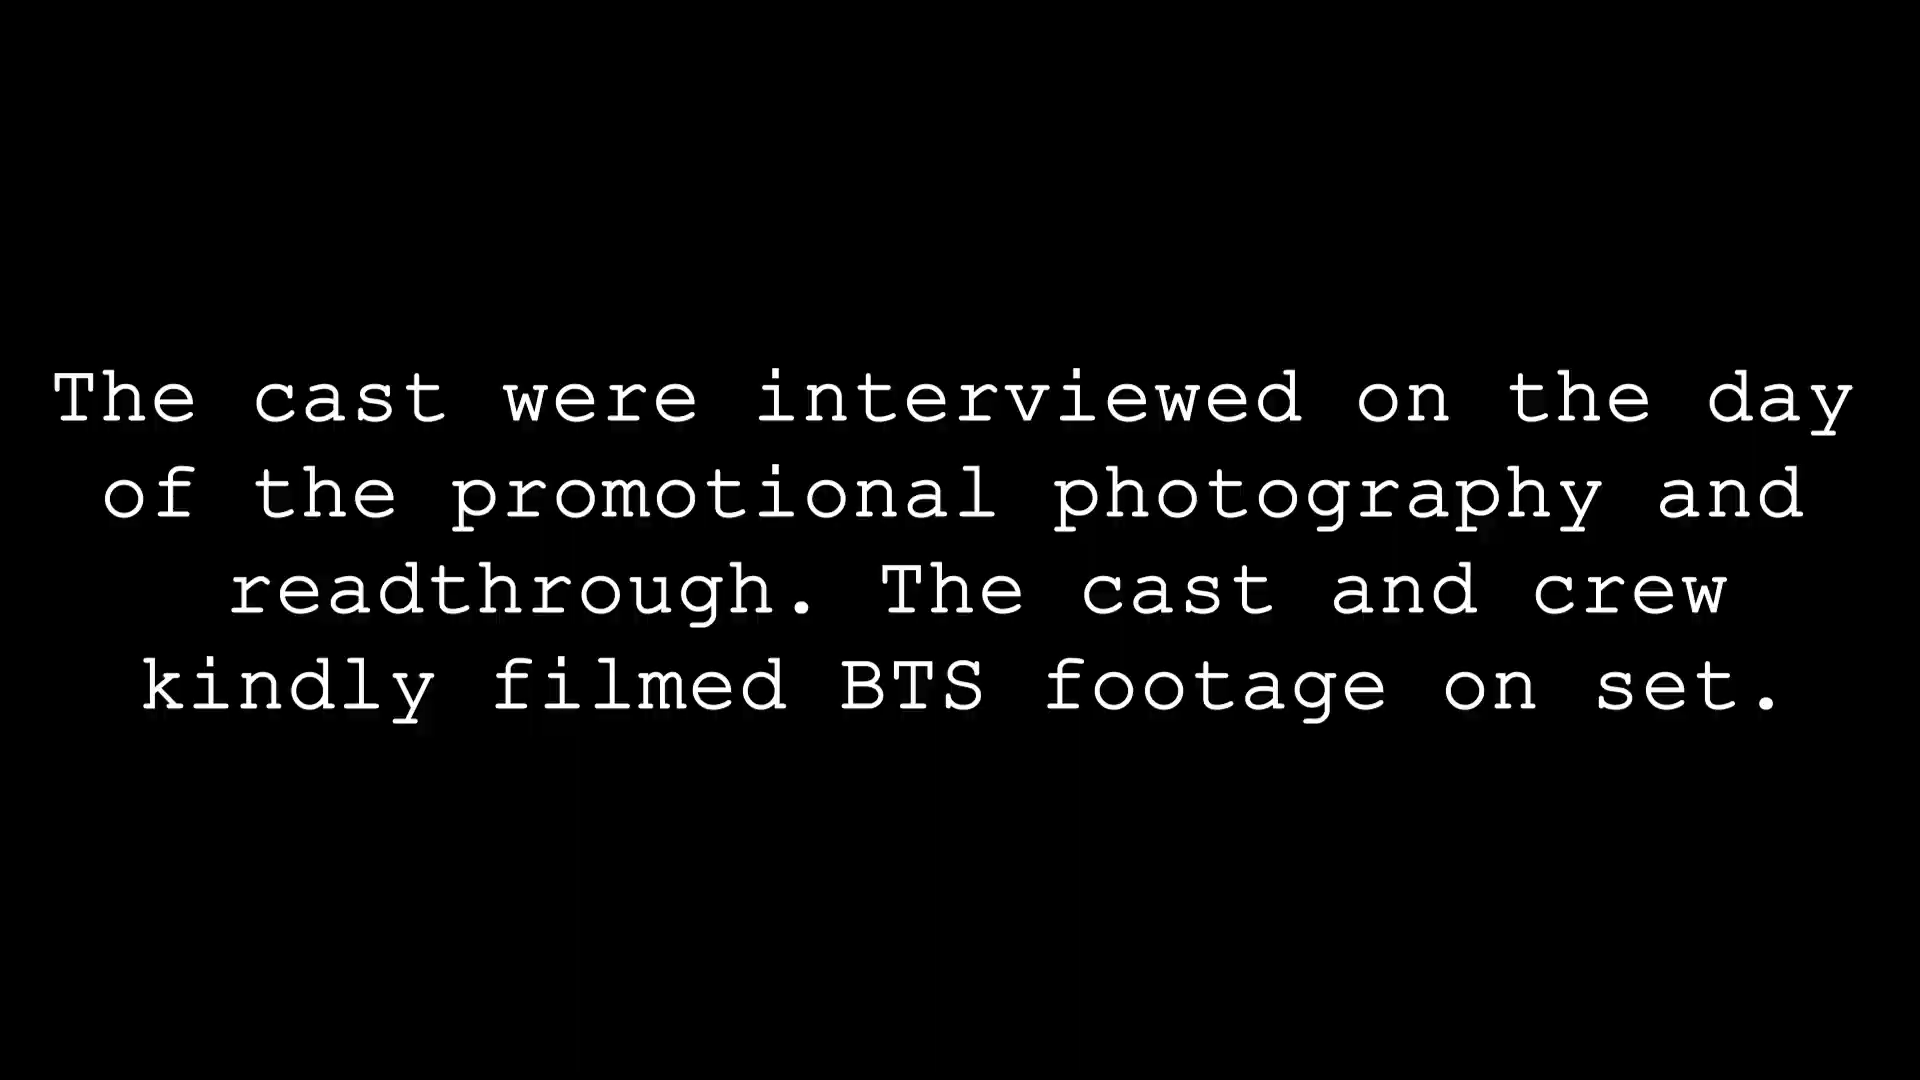 The cast were interviewed on the day
of the promotional photography and
readthrough. The cast and crew
kindly filmed BTS footage on set.